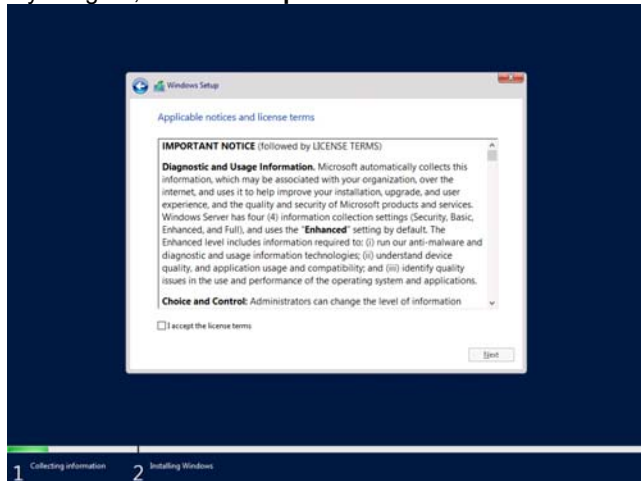 Windows Setup
Applicable notices and license terms
IMPORTANT NOTICE (followed by LICENSE TERMS)
Diagnostic and Usage Information. Microsoft automatically collects this
information, which may be associated with your organization, over the
internet, and uses it to help improve your installation, upgrade, and user
experience, and the quality and security of Microsoft products and services.
Windows Server has four (4) information collection settings (Security, Basic,
Enhanced, and Full), and uses the "Enhanced" setting by default. The
Enhanced level includes information required to: (i) run our anti-malware and
diagnostic and usage information technologies; (ii) understand device
quality, and application usage and compatibility; and (iii) identify quality
issues in the use and performance of the operating system and applications.
Choice and Control: Administrators can change the level of information
I accept the license terms
Next
1 Collecting information
2 Installing Windows